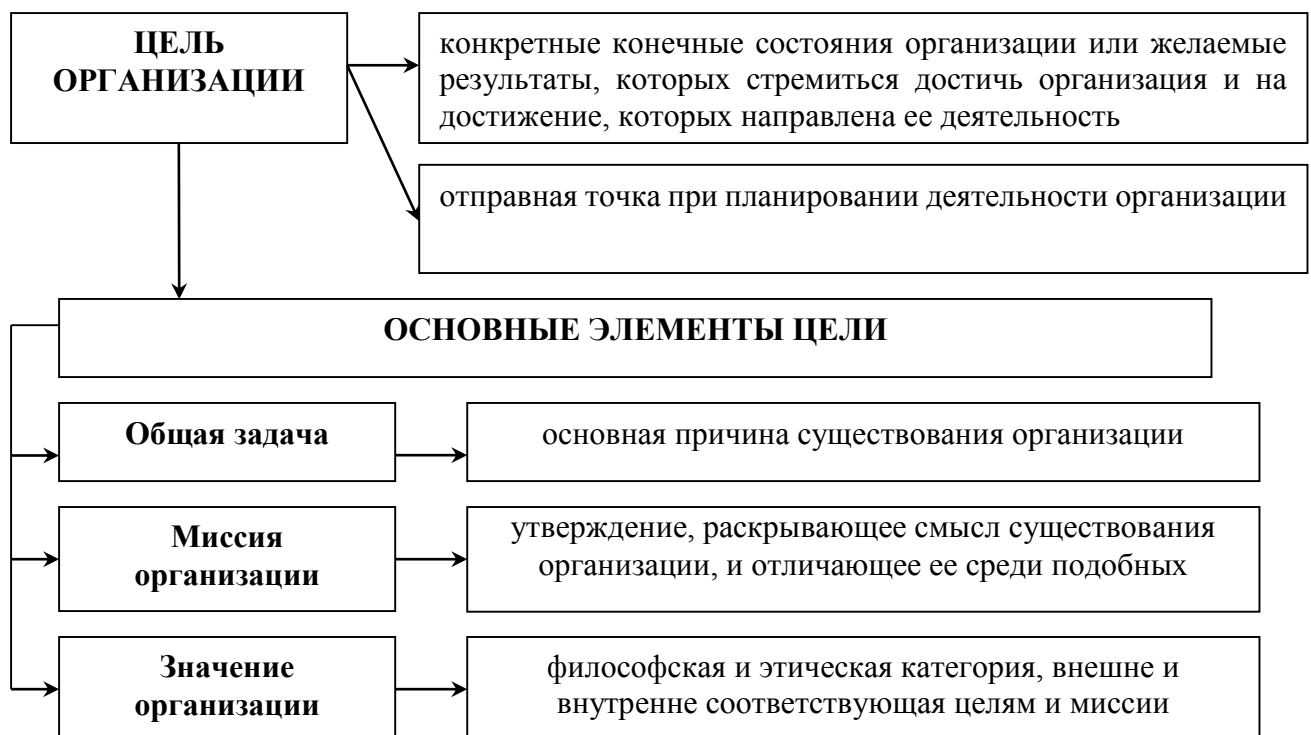 ЦЕЛЬ
ОРГАНИЗАЦИИ
конкретные конечные состояния организации или желаемые
результаты, которых стремиться достичь организация и на
достижение, которых направлена ее деятельность
отправная точка при планировании деятельности организации
ОСНОВНЫЕ ЭЛЕМЕНТЫ ЦЕЛИ
Общая задача
основная причина существования организации
Миссия
организации
утверждение, раскрывающее смысл существования
организации, и отличающее ее среди подобных
Значение
организации
философская и этическая категория, внешне и
внутренне соответствующая целям и миссии